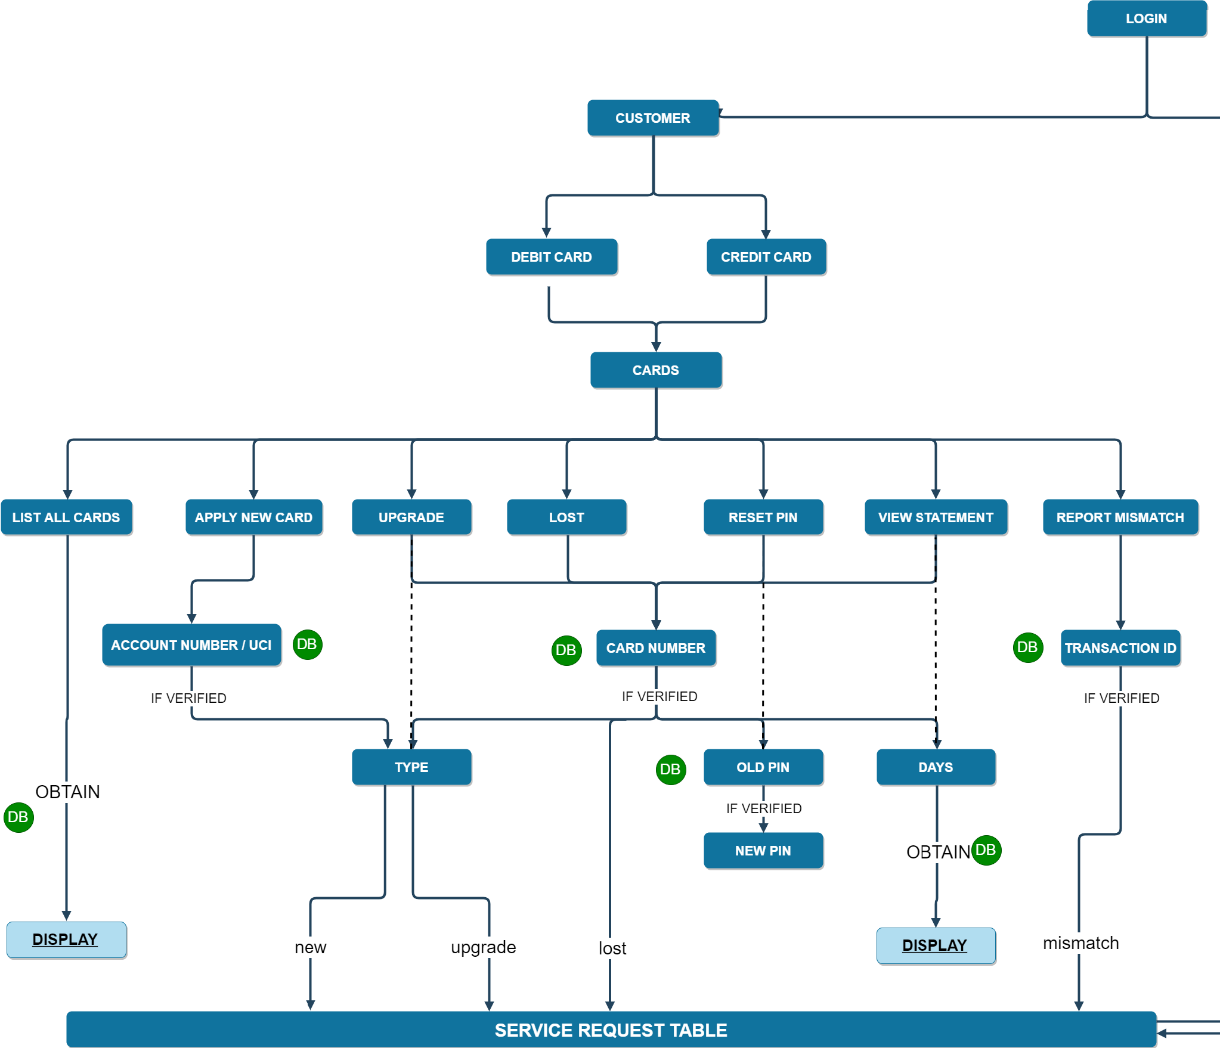 LOGIN
CUSTOMER
DEBIT CARD
CREDIT CARD
CARDS
LIST ALL CARDS
APPLY NEW CARD
UPGRADE
LOST
RESET PIN
VIEW STATEMENT
REPORT MISMATCH
ACCOUNT NUMBER / UCI
DB
DB
CARD NUMBER
DB
TRANSACTION ID
IF VERIFIED
IF VERIFIED
IF VERIFIED
TYPE
DB
OLD PIN
DAYS
OBTAIN
DB
IF VERIFIED
NEW PIN
OBTAIN
DB
DISPLAY
DISPLAY
new
upgrade
lost
mismatch
SERVICE REQUEST TABLE